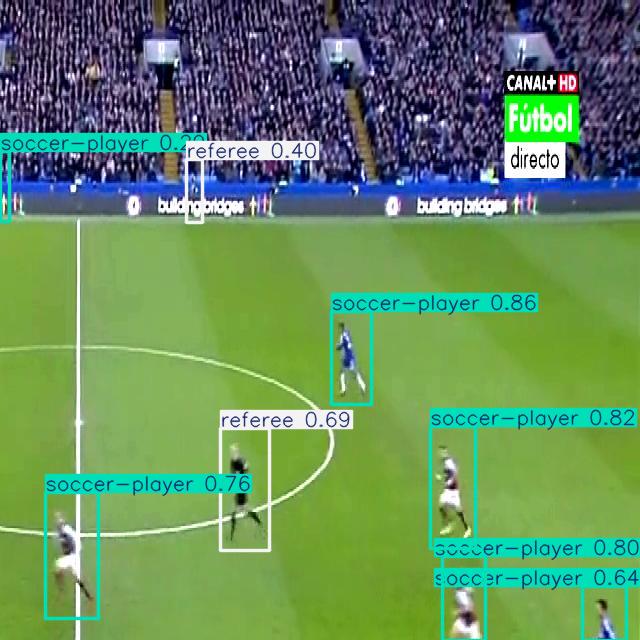 CANAL+ HD
Fútbol
directo
soccer-player 0.20
referee 0.40
building bridges
building bridges
soccer-player 0.86
referee 0.69
soccer-player 0.82
soccer-player 0.76
soccer-player 0.80
soccer-player 0.64